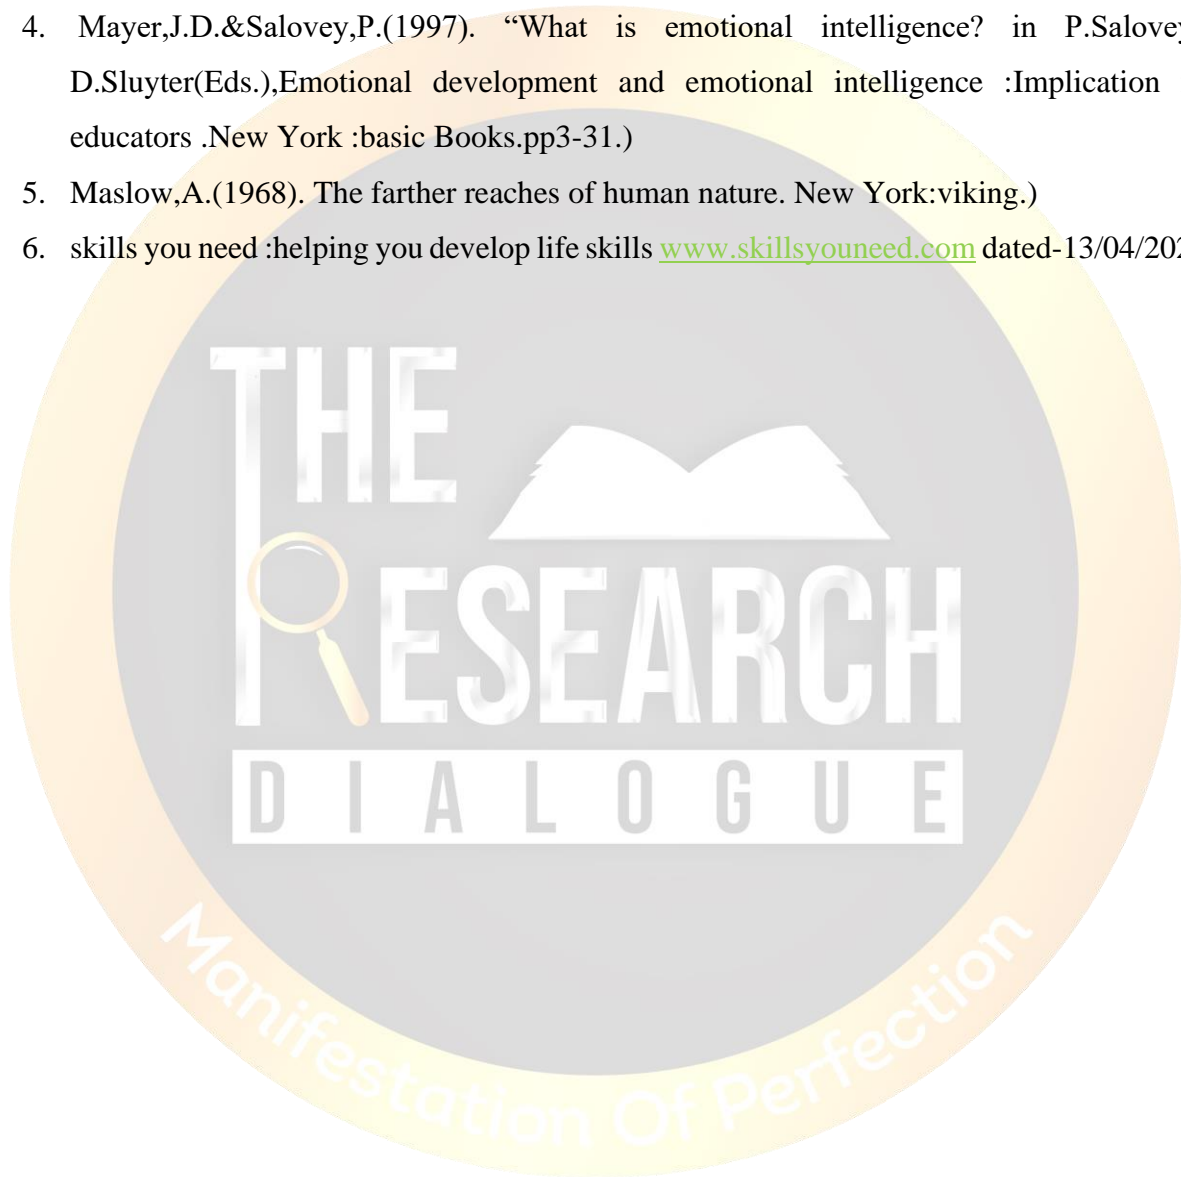 4. Mayer,J.D.&Salovey,P.(1997). “What is emotional intelligence? in P.Salovey
D.Sluyter(Eds.),Emotional development and emotional intelligence :Implication
educators .New York :basic Books.pp3-31.)
5. Maslow,A.(1968). The farther reaches of human nature. New York:viking.)
6. skills you need :helping you develop life skills www.skillsyouneed.com dated-13/04/202
THE
RESEARCH
DIALOGUE
Manifestation Of Perfection